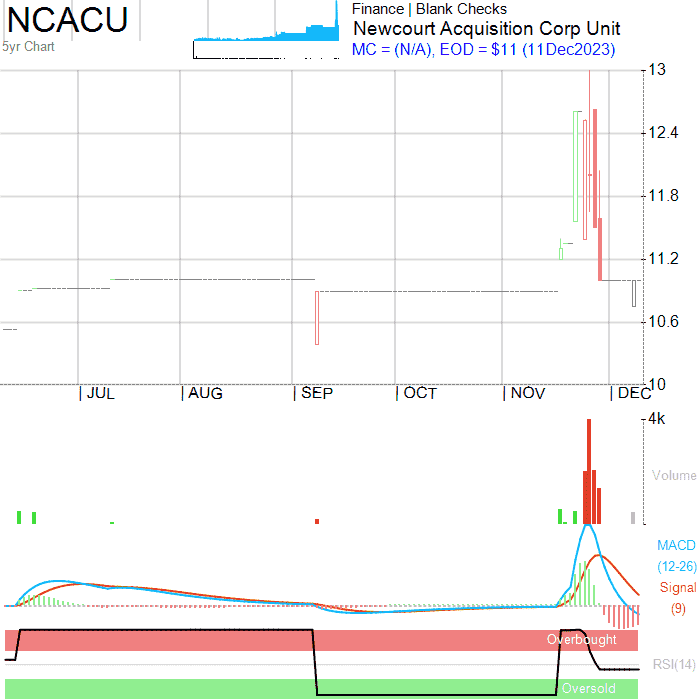 NCACU
5yr Chart
Finance | Blank Checks
Newcourt Acquisition Corp Unit
MC = (N/A), EOD = $11 (11Dec2023)
13
12.4
11.8
11.2
10.6
10
| JUL | AUG | SEP | OCT | NOV | DEC
4k
Volume
MACD
(12-26)
Signal
(9)
Overbought
RSI(14)
Oversold